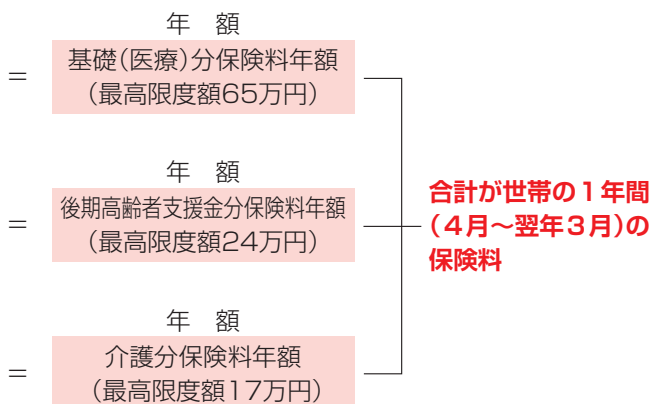 年　額
＝ 基礎（医療）分保険料年額
（最高限度額65万円）
年　額
＝ 後期高齢者支援金分保険料年額
（最高限度額24万円）
年　額
＝ 介護分保険料年額
（最高限度額17万円）
合計が世帯の１年間
（４月〜翌年３月）の
保険料